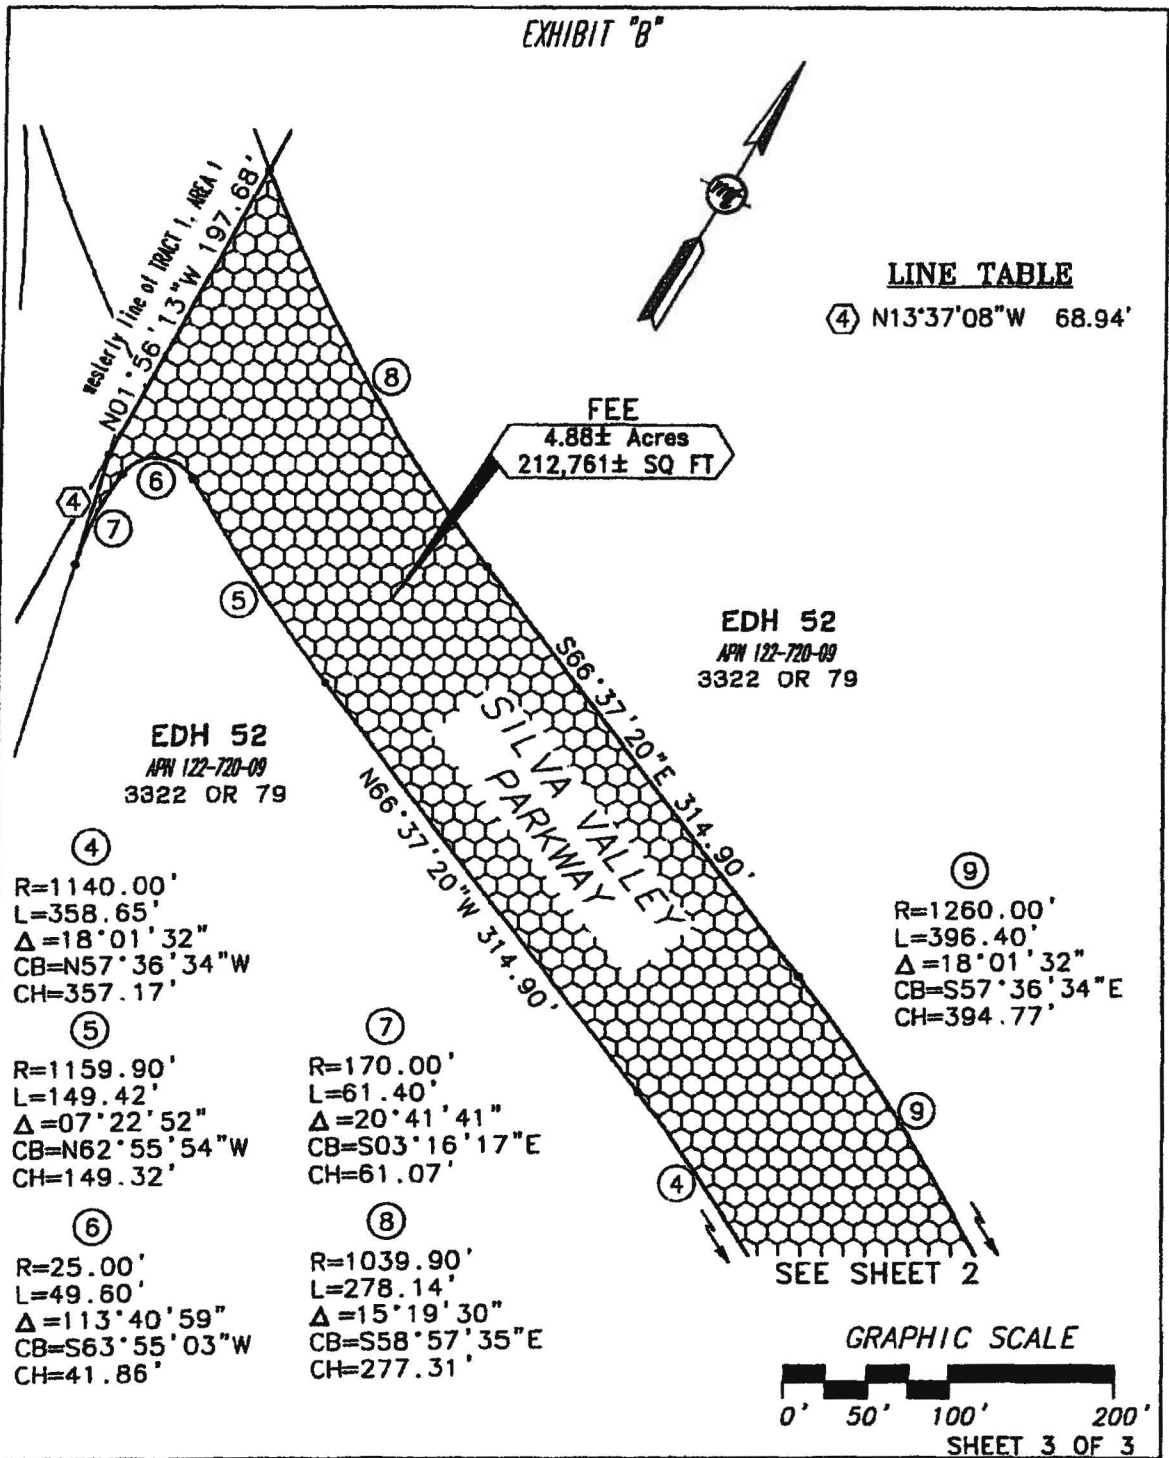 EXHIBIT "B"
westerly line of TRACT 1, AREA 1
N01°56'13"W 197.68'
LINE TABLE
4 N13°37'08"W 68.94'
8
FEE
4.88± Acres
212,761± SQ FT
4
6
7
5
EDH 52
APN 122-720-09
3322 OR 79
S66°37'20"E 314.90'
SILVA VALLEY
PARKWAY
EDH 52
APN 122-720-09
3322 OR 79
N66°37'20"W 314.90'
4
R=1140.00'
L=358.65'
Δ=18°01'32"
CB=N57°36'34"W
CH=357.17'
5
R=1159.90'
L=149.42'
Δ=07°22'52"
CB=N62°55'54"W
CH=149.32'
6
R=25.00'
L=49.60'
Δ=113°40'59"
CB=S63°55'03"W
CH=41.86'
7
R=170.00'
L=61.40'
Δ=20°41'41"
CB=S03°16'17"E
CH=61.07'
8
R=1039.90'
L=278.14'
Δ=15°19'30"
CB=S58°57'35"E
CH=277.31'
9
R=1260.00'
L=396.40'
Δ=18°01'32"
CB=S57°36'34"E
CH=394.77'
9
4
SEE SHEET 2
GRAPHIC SCALE
0' 50' 100' 200'
SHEET 3 OF 3